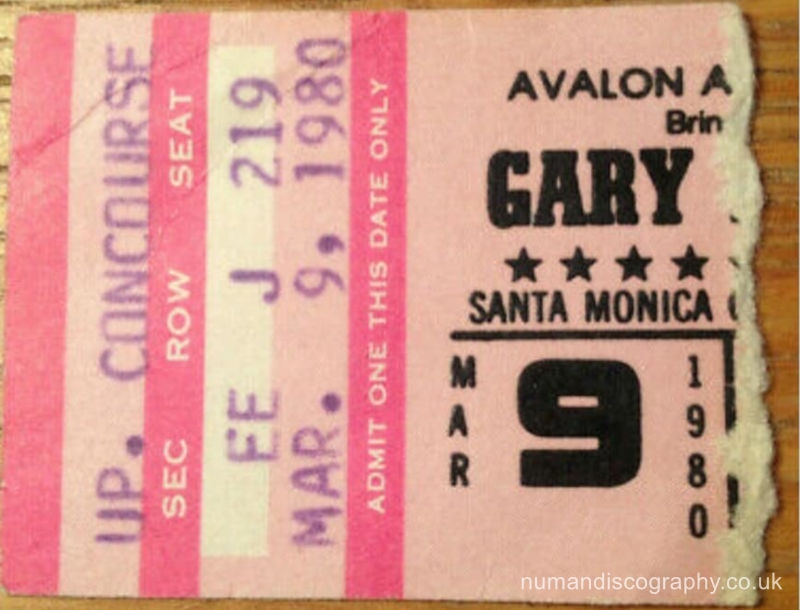 UP. CONCOURSE
SEC ROW SEAT
EE J 219
MAR. 9, 1980
ADMIT ONE THIS DATE ONLY
AVALON A
Brin
GARY
SANTA MONICA
MAR
9
1980
numandiscography.co.uk